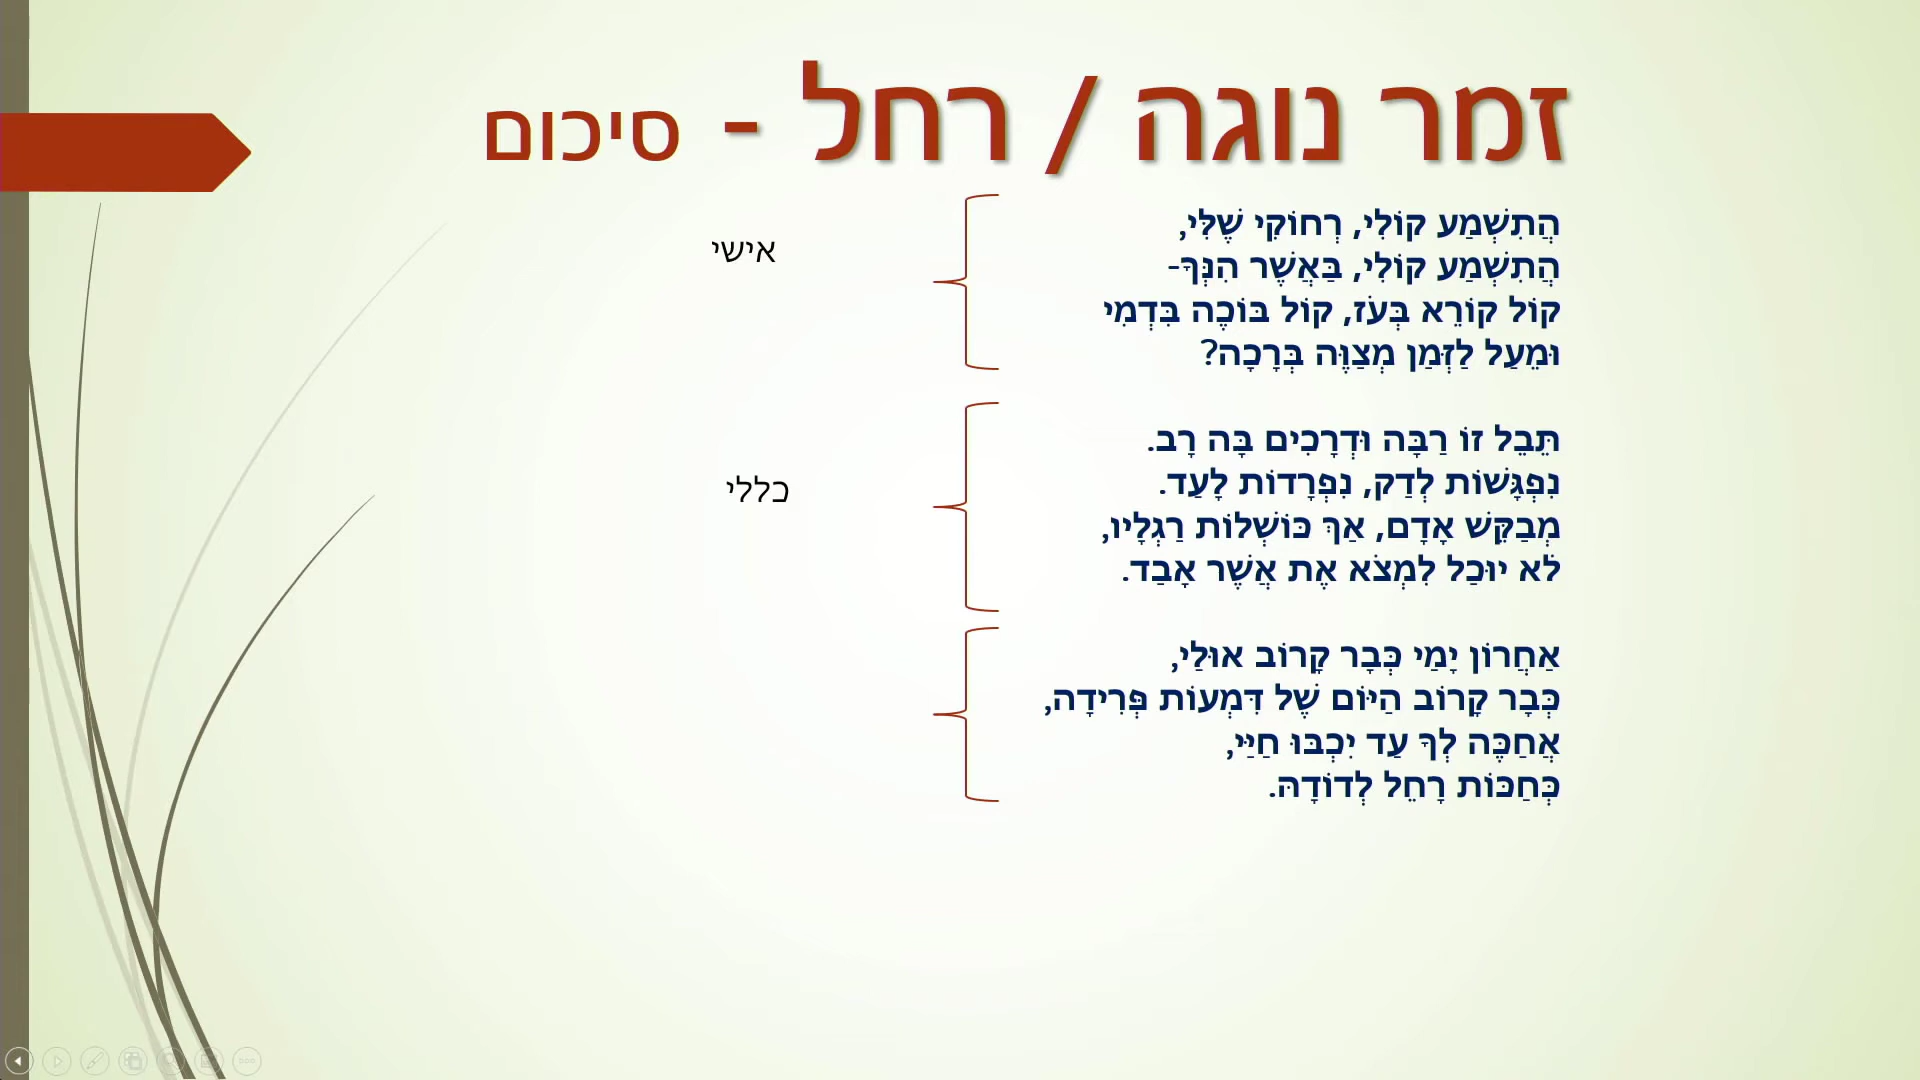 זמר נוגה / רחל - סיכום
הֲתִשְׁמַע קוֹלִי, רְחוֹקִי שֶׁלִּי,
הֲתִשְׁמַע קוֹלִי, בַּאֲשֶׁר הִנְּךָ-
קוֹל קוֹרֵא בְּעֹז, קוֹל בּוֹכֶה בִּדְמִי
וּמֵעַל לַזְּמַן מְצַוֶּה בְּרָכָה?
אישי
תֵּבֵל זוֹ רַבָּה וּדְרָכִים בָּהּ רָב.
נִפְגָּשׁוֹת לְדַק, נִפְרָדוֹת לָעַד.
מְבַקֵּשׁ אָדָם, אַךְ כּוֹשְׁלוֹת רַגְלָיו,
לֹא יוּכַל לִמְצֹא אֶת אֲשֶׁר אָבַד.
כללי
אַחֲרוֹן יָמַי כְּבָר קָרוֹב אוּלַי,
כְּבָר קָרוֹב הַיּוֹם שֶׁל דִּמְעוֹת פְּרִידָה,
אֲחַכֶּה לְךָ עַד יִכְבּוּ חַיַּי,
כְּחַכּוֹת רָחֵל לְדוֹדָהּ.